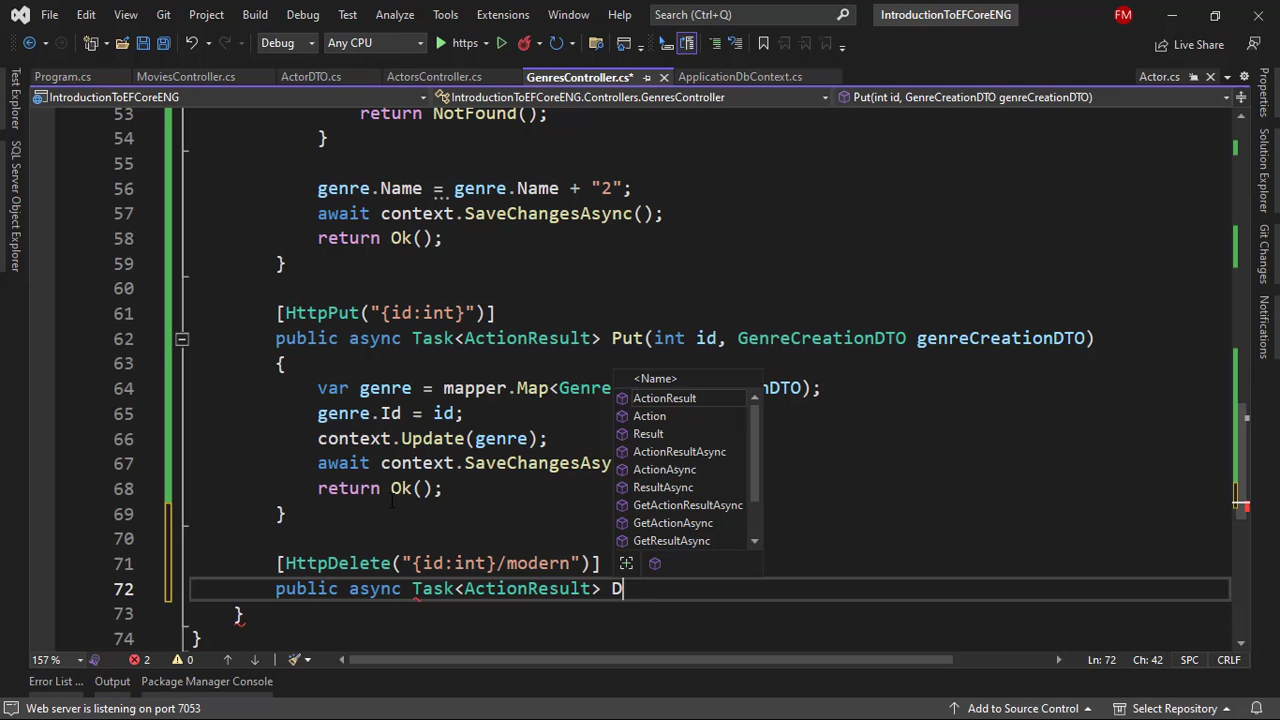 File Edit View Git Project Build Debug Test Analyze Tools Extensions Window Help Search (Ctrl+Q) IntroductionToEFCoreENG FM
Debug Any CPU https Live Share
Program.cs MoviesController.cs ActorDTO.cs ActorsController.cs GenresController.cs* ApplicationDbContext.cs Actor.cs
IntroductionToEFCoreENG IntroductionToEFCoreENG.Controllers.GenresController Put(int id, GenreCreationDTO genreCreationDTO)
Test Explorer
SQL Server Object Explorer
53 return NotFound();
54 }
55
56 genre.Name = genre.Name + "2";
57 await context.SaveChangesAsync();
58 return Ok();
59 }
60
61 [HttpPut("{id:int}")]
62 public async Task<ActionResult> Put(int id, GenreCreationDTO genreCreationDTO)
63 {
64 var genre = mapper.Map<Genre onDTO);
65 genre.Id = id;
66 context.Update(genre);
67 await context.SaveChangesAsy
68 return Ok();
69 }
70
71 [HttpDelete("{id:int}/modern")]
72 public async Task<ActionResult> D
73 }
74 }
<Name>
ActionResult
Action
Result
ActionResultAsync
ActionAsync
ResultAsync
GetActionResultAsync
GetActionAsync
GetResultAsync
Properties
Solution Explorer
Git Changes
Notifications
157 % 2 0 Ln: 72 Ch: 42 SPC CRLF
Error List ... Output Package Manager Console
Web server is listening on port 7053 Add to Source Control Select Repository